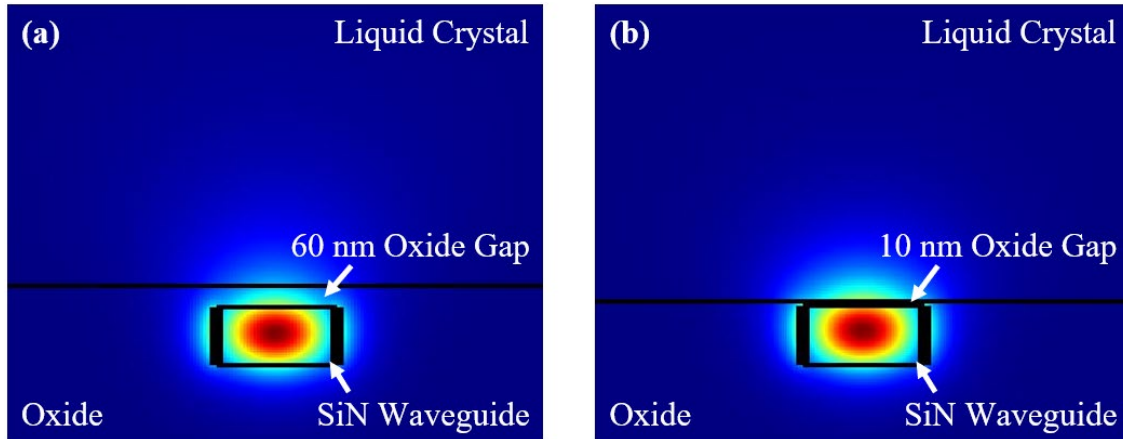 (a)
Liquid Crystal
60 nm Oxide Gap
Oxide
SiN Waveguide
(b)
Liquid Crystal
10 nm Oxide Gap
Oxide
SiN Waveguide